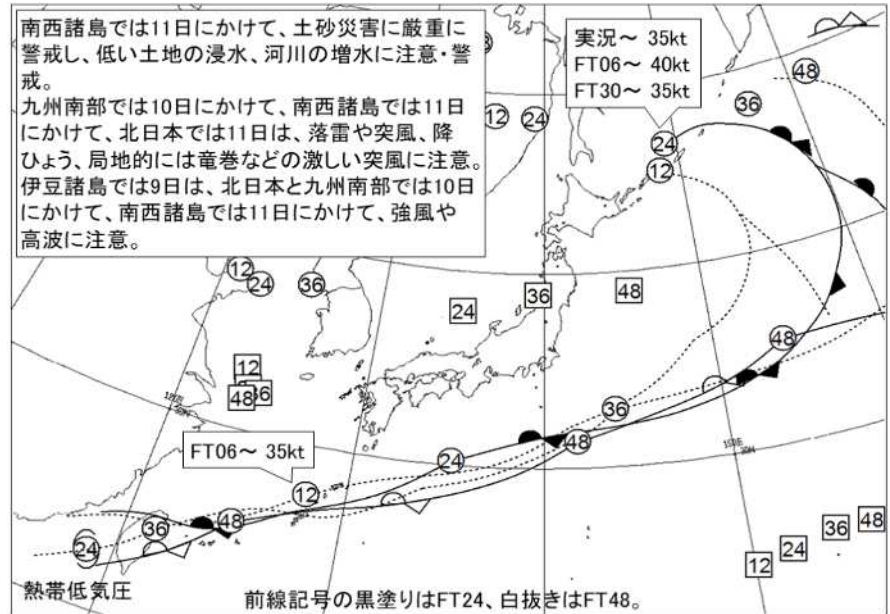 南西諸島では11日にかけて、土砂災害に厳重に
警戒し、低い土地の浸水、河川の増水に注意・警
戒。
九州南部では10日にかけて、南西諸島では11日
にかけて、北日本では11日は、落雷や突風、降
ひょう、局地的には竜巻などの激しい突風に注意。
伊豆諸島では9日は、北日本と九州南部では10日
にかけて、南西諸島では11日にかけて、強風や
高波に注意。
実況～ 35kt
FT06～ 40kt
FT30～ 35kt
48
36
12
24
24
12
12
24
36
24
36
48
12
48
36
48
36
120E
30N
150E
30N
FT06～ 35kt
24
48
12
48
36
24
48
36
24
12
熱帯低気圧
前線記号の黒塗りはFT24、白抜きはFT48。